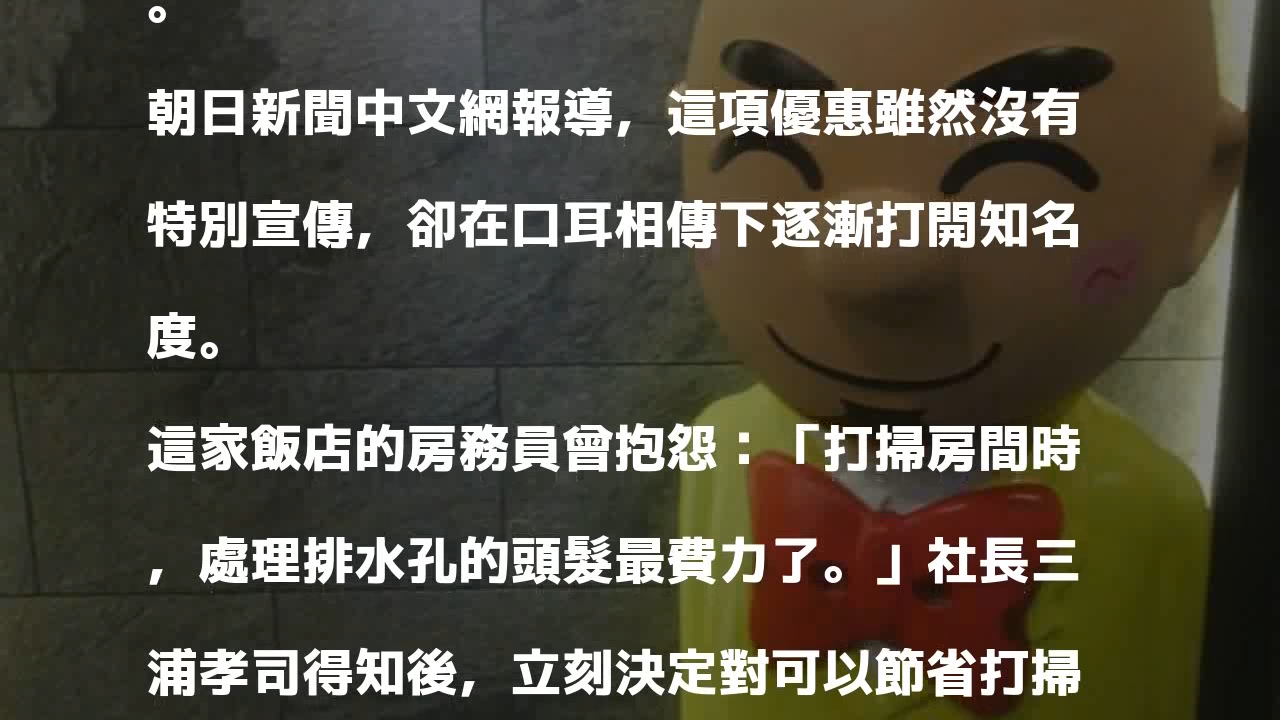 。
朝日新聞中文網報導，這項優惠雖然沒有
特別宣傳，卻在口耳相傳下逐漸打開知名
度。
這家飯店的房務員曾抱怨：「打掃房間時
，處理排水孔的頭髮最費力了。」社長三
浦孝司得知後，立刻決定對可以節省打掃